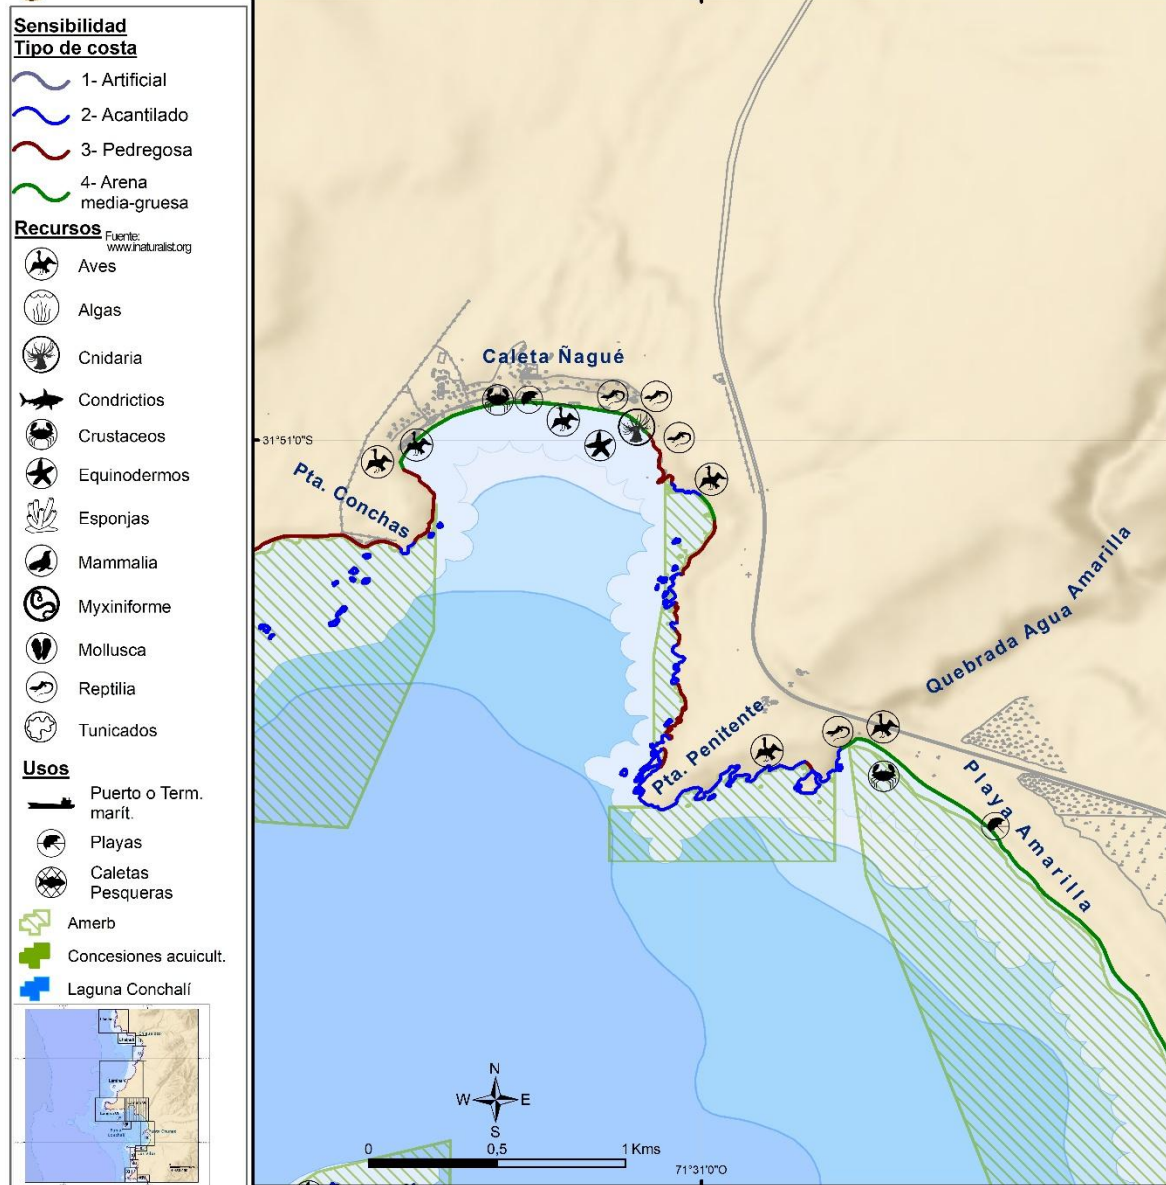 Sensibilidad
Tipo de costa
1- Artificial
2- Acantilado
3- Pedregosa
4- Arena
media-gruesa
Recursos Fuente:
www.inaturalist.org
Aves
Algas
Cnidaria
Condrictios
Crustaceos
Equinodermos
Esponjas
Mammalia
Myxiniforme
Mollusca
Reptilia
Tunicados
Usos
Puerto o Term.
marít.
Playas
Caletas
Pesqueras
Amerb
Concesiones acuicult.
Laguna Conchalí
Caleta Ñagué
31°51'0"S
Pta. Conchas
Quebrada Agua Amarilla
Pta. Penitente
Playa Amarilla
N
W E
S
0 0,5 1 Kms
71°31'0"O